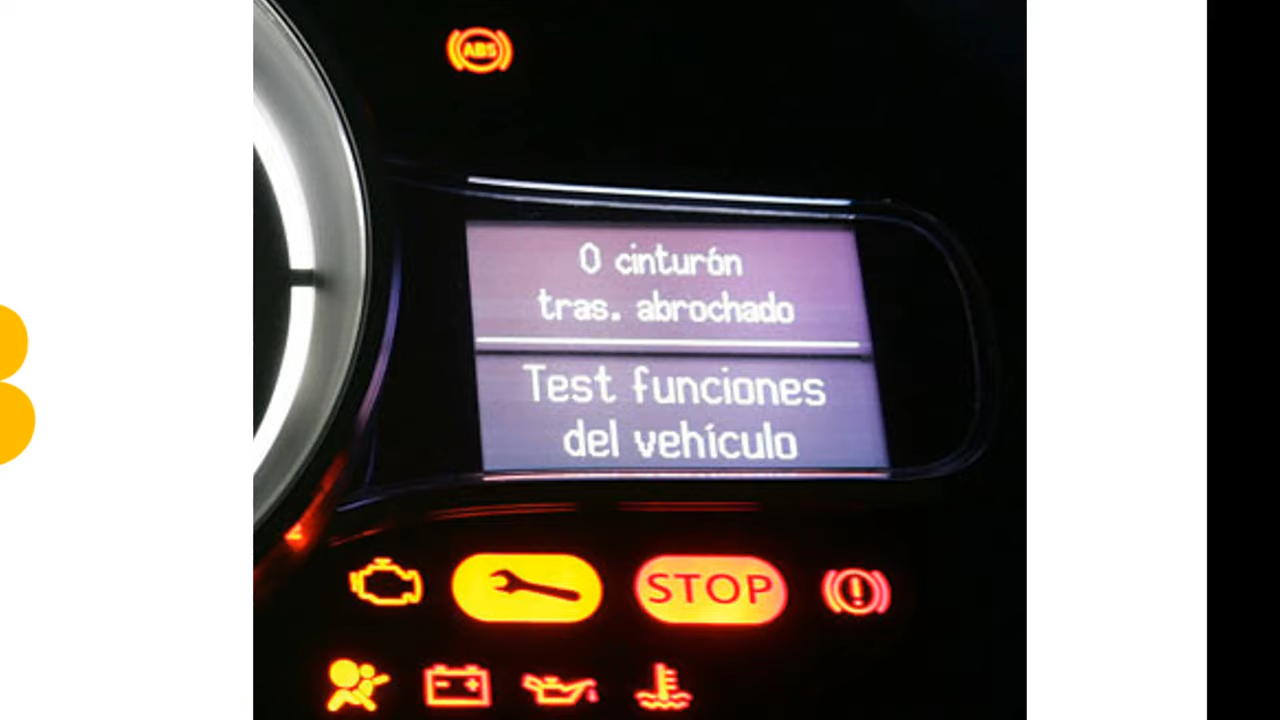 ABS
0 cinturón
tras. abrochado
Test funciones
del vehículo
STOP